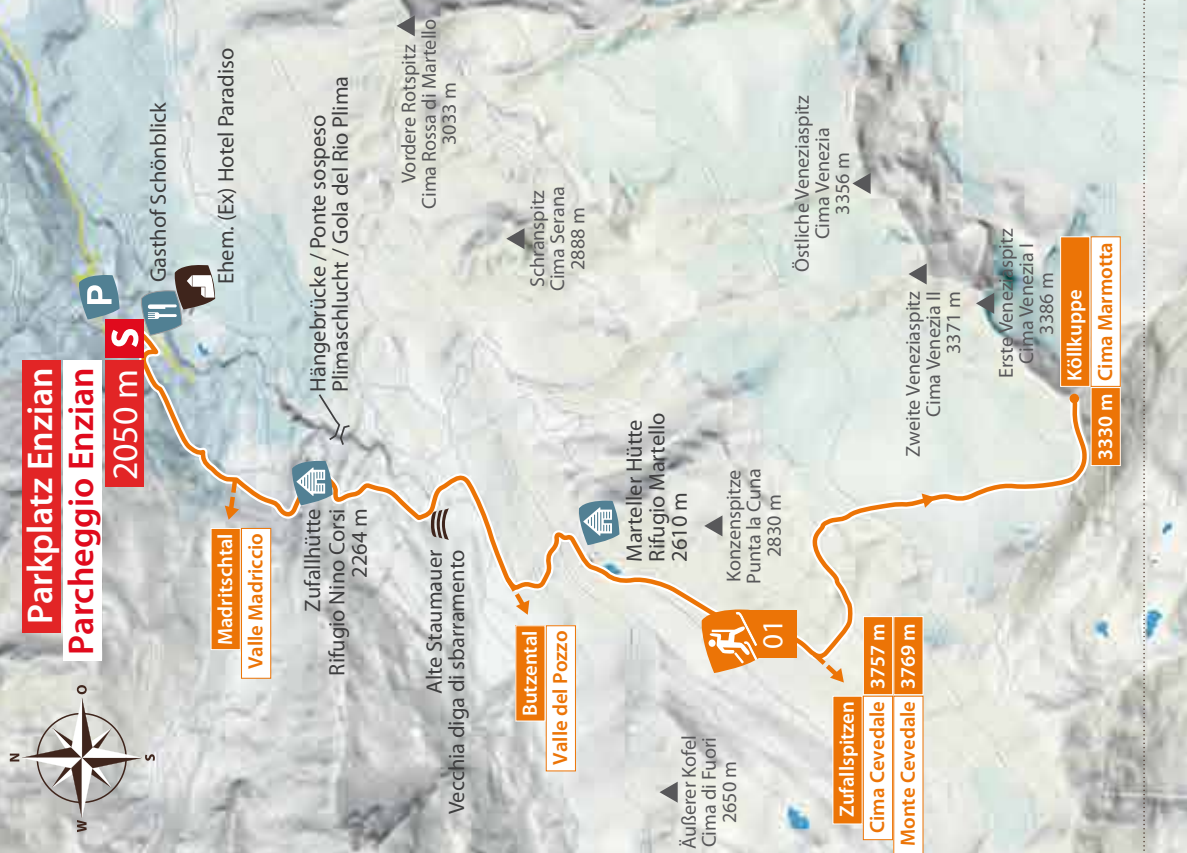 Parkplatz Enzian
Parcheggio Enzian
2050 m S
P
N
O
S
W
Gasthof Schönblick
Ehem. (Ex) Hotel Paradiso
Hängebrücke / Ponte sospeso
Plimaschlucht / Gola del Rio Plima
Vordere Rotspitz
Cima Rossa di Martello
3033 m
Schranspitz
Cima Serana
2888 m
Madritschtal
Valle Madriccio
Zufallhütte
Rifugio Nino Corsi
2264 m
Alte Staumauer
Vecchia diga di sbarramento
Butzental
Valle del Pozzo
Marteller Hütte
Rifugio Martello
2610 m
Konzenspitze
Punta la Cuna
2830 m
01
Äußerer Kofel
Cima di Fuori
2650 m
Zufallspitzen
Cima Cevedale 3757 m
Monte Cevedale 3769 m
Östliche Veneziaspitz
Cima Venezia
3356 m
Zweite Veneziaspitz
Cima Venezia II
3371 m
Erste Veneziaspitz
Cima Venezia I
3386 m
Köllkuppe
3330 m Cima Marmotta